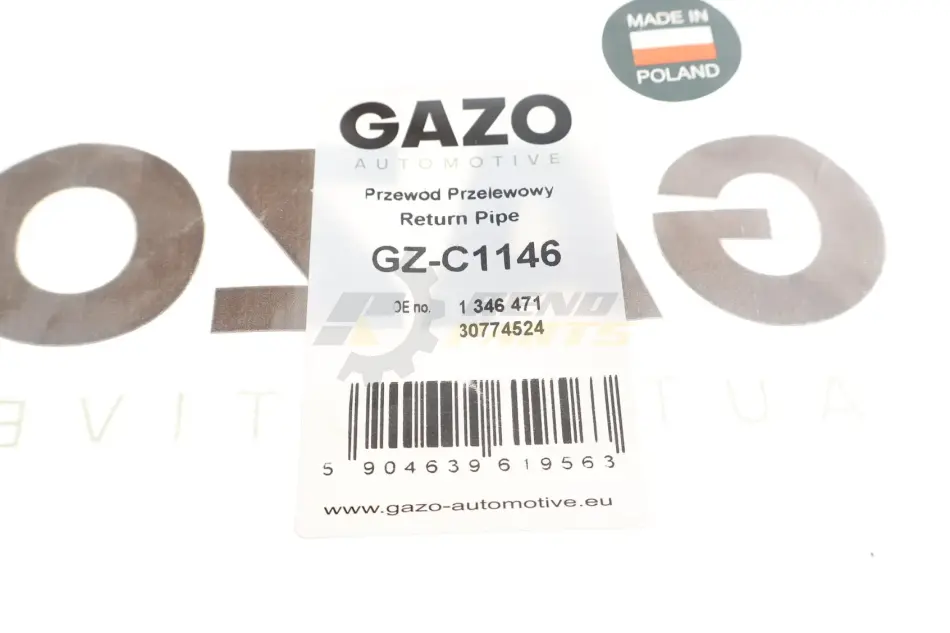 MADE IN
POLAND
GAZO
AUTOMOTIVE
Przewod Przelewowy
Return Pipe
GZ-C1146
OE no. 1 346 471
30774524
5 904639 619563
www.gazo-automotive.eu
GAZO